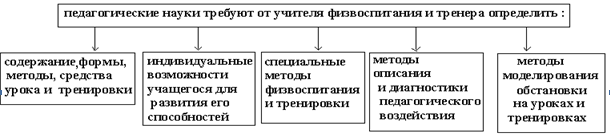 педагогические науки требуют от учителя физвоспитания и тренера определить :
содержание,формы,
методы, средства
урока и тренировки
индивидуальные
возможности
учащегося для
развития его
способностей
специальные
методы
физвоспитания
и тренировки
методы
описания
и диагностики
педагогического
воздействия
методы
моделирования
обстановки
на уроках и
тренировках